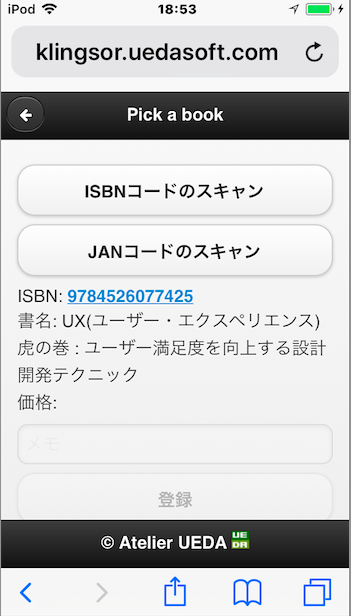 iPod 18:53
klingsor.uedasoft.com
Pick a book
ISBNコードのスキャン
JANコードのスキャン
ISBN: 9784526077425
書名: UX(ユーザー・エクスペリエンス)
虎の巻 : ユーザー満足度を向上する設計
開発テクニック
価格:
メモ
登録
© Atelier UEDA UE
DA